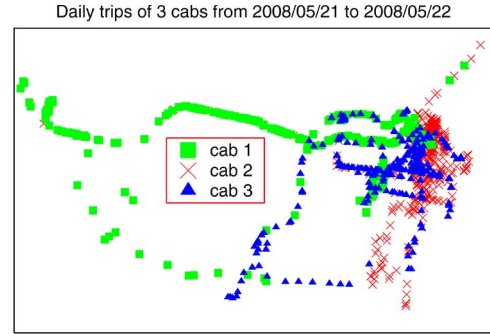 Daily trips of 3 cabs from 2008/05/21 to 2008/05/22
cab 1
cab 2
cab 3